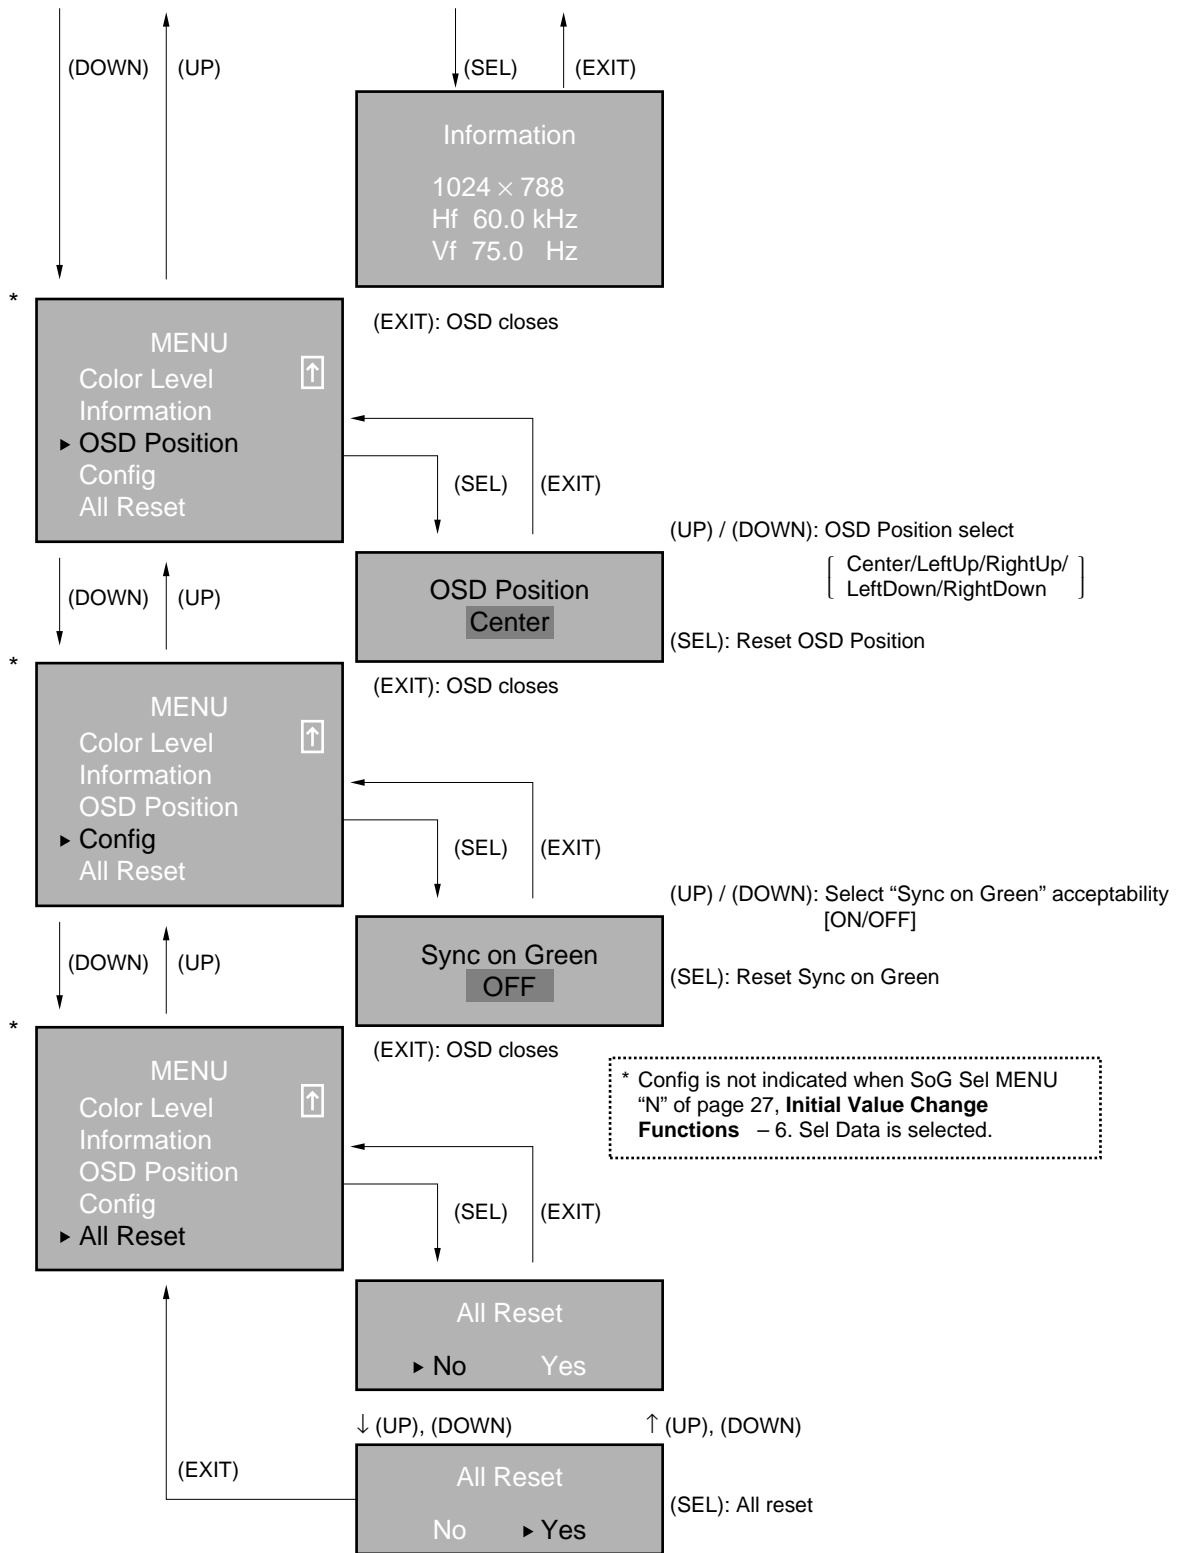 (DOWN) (UP) (SEL) (EXIT)
Information
1024 × 788
Hf 60.0 kHz
Vf 75.0 Hz
(EXIT): OSD closes
*
MENU
Color Level ↑
Information
► OSD Position
Config
All Reset
(SEL) (EXIT)
(UP) / (DOWN): OSD Position select
[ Center/LeftUp/RightUp/ ]
[ LeftDown/RightDown ]
OSD Position
Center
(SEL): Reset OSD Position
(EXIT): OSD closes
(DOWN) (UP)
*
MENU
Color Level ↑
Information
OSD Position
► Config
All Reset
(SEL) (EXIT)
(UP) / (DOWN): Select “Sync on Green” acceptability
[ON/OFF]
Sync on Green
OFF
(SEL): Reset Sync on Green
(EXIT): OSD closes
(DOWN) (UP)
*
MENU
Color Level ↑
Information
OSD Position
Config
► All Reset
* Config is not indicated when SoG Sel MENU
“N” of page 27, Initial Value Change
Functions – 6. Sel Data is selected.
(SEL) (EXIT)
All Reset
► No Yes
↓ (UP), (DOWN) ↑ (UP), (DOWN)
(EXIT)
All Reset
No ► Yes
(SEL): All reset